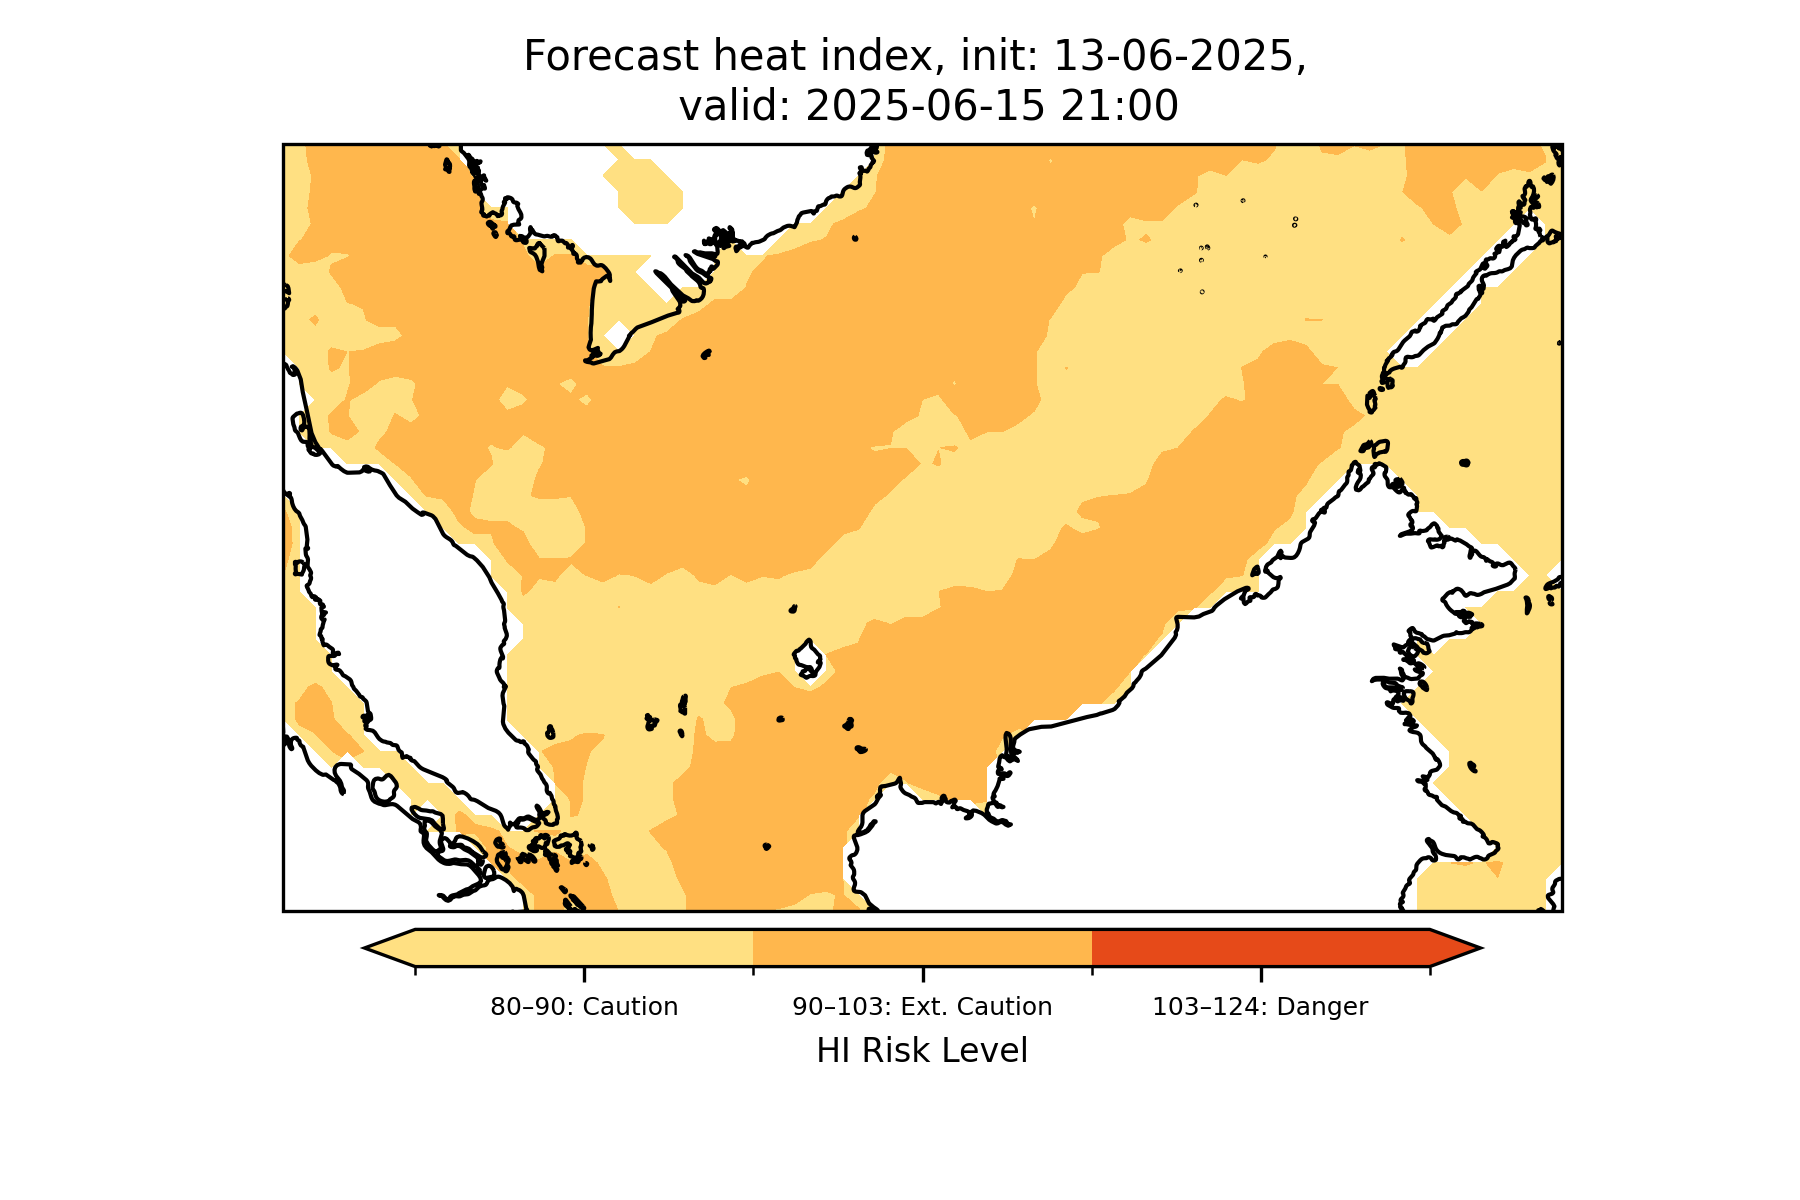 Forecast heat index, init: 13-06-2025,
valid: 2025-06-15 21:00
80–90: Caution
90–103: Ext. Caution
103–124: Danger
HI Risk Level